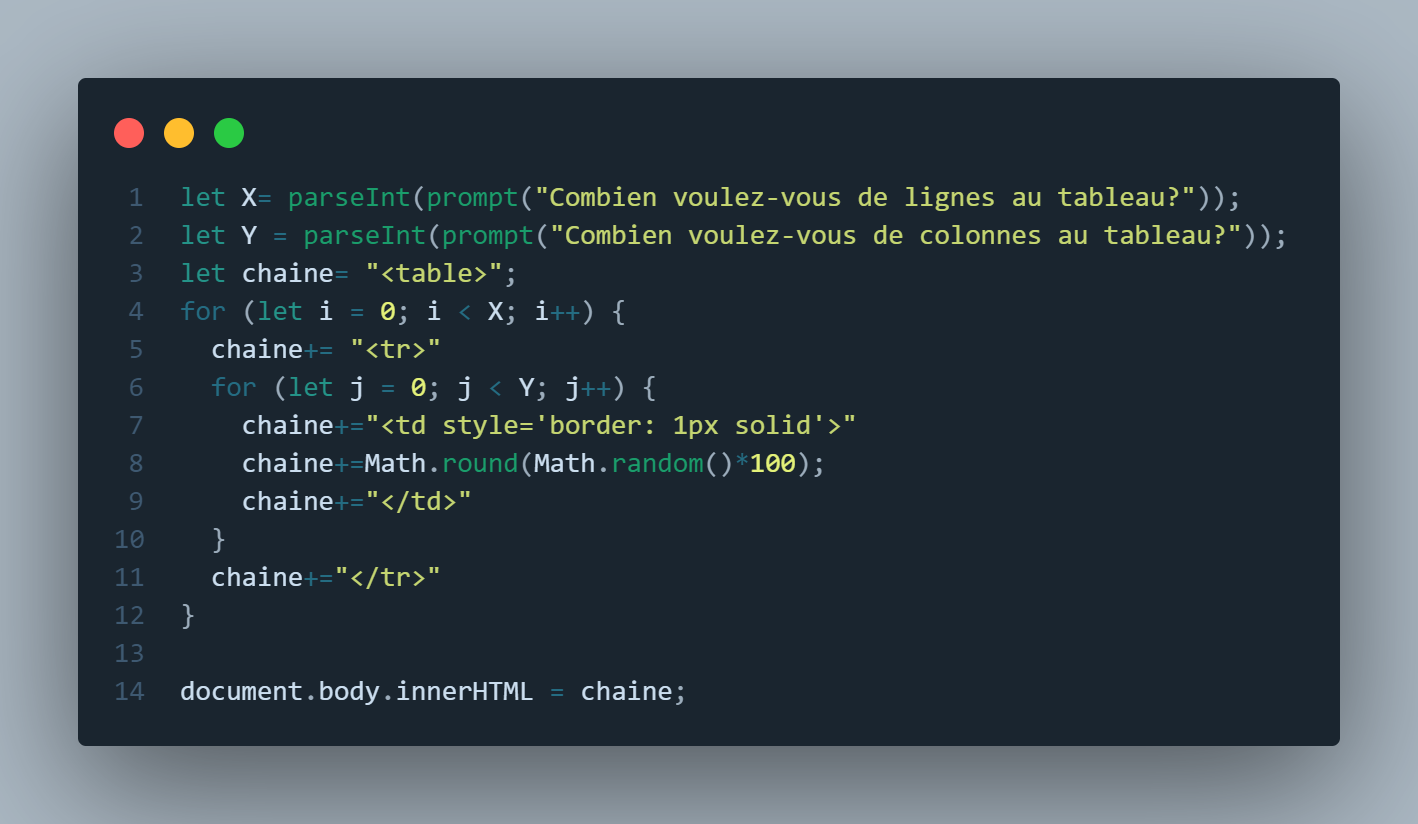 1 let X= parseInt(prompt("Combien voulez-vous de lignes au tableau?"));
2 let Y = parseInt(prompt("Combien voulez-vous de colonnes au tableau?"));
3 let chaine= "<table>";
4 for (let i = 0; i < X; i++) {
5   chaine+= "<tr>"
6   for (let j = 0; j < Y; j++) {
7     chaine+="<td style='border: 1px solid'>"
8     chaine+=Math.round(Math.random()*100);
9     chaine+="</td>"
10   }
11   chaine+="</tr>"
12 }
13
14 document.body.innerHTML = chaine;